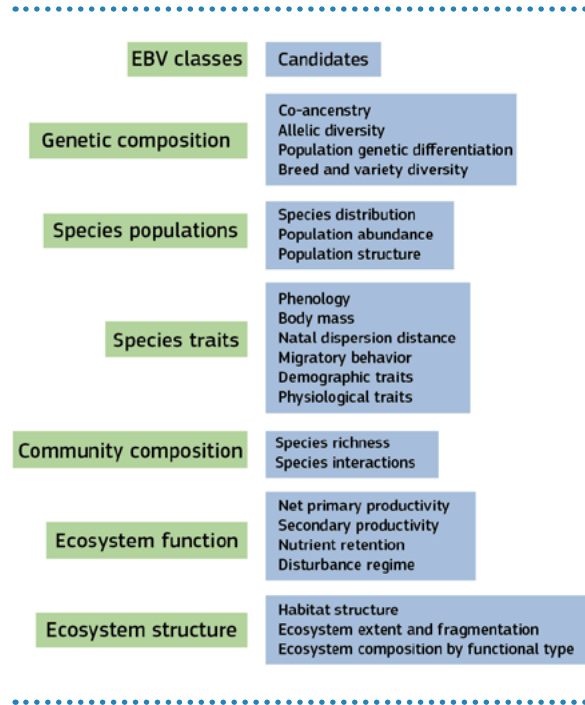 EBV classes
Candidates
Genetic composition
Co-ancenstry
Allelic diversity
Population genetic differentiation
Breed and variety diversity
Species populations
Species distribution
Population abundance
Population structure
Species traits
Phenology
Body mass
Natal dispersion distance
Migratory behavior
Demographic traits
Physiological traits
Community composition
Species richness
Species interactions
Ecosystem function
Net primary productivity
Secondary productivity
Nutrient retention
Disturbance regime
Ecosystem structure
Habitat structure
Ecosystem extent and fragmentation
Ecosystem composition by functional type